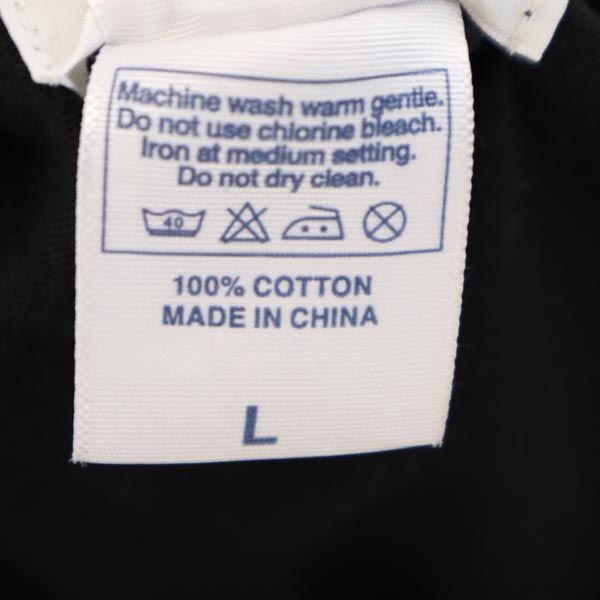 Machine wash warm gentle.
Do not use chlorine bleach.
Iron at medium setting.
Do not dry clean.
40
100% COTTON
MADE IN CHINA
L